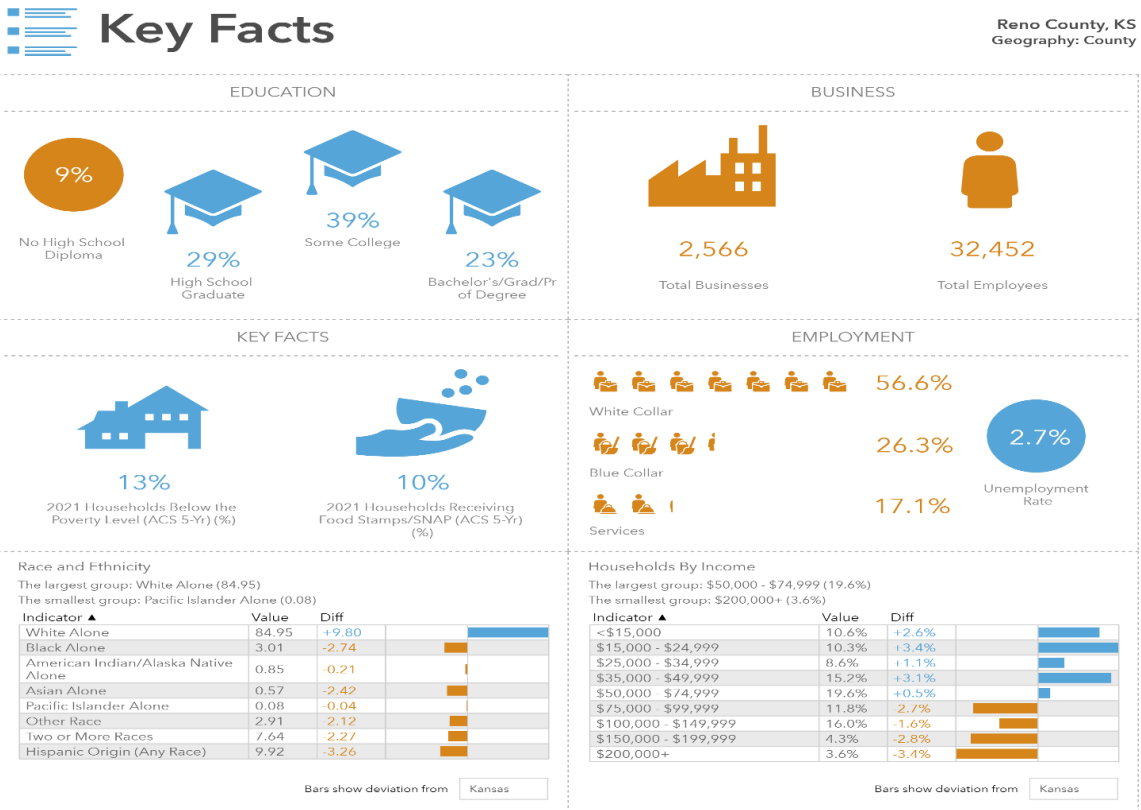 Key Facts
Reno County, KS
Geography: County
EDUCATION
9%
No High School
Diploma
29%
High School
Graduate
39%
Some College
23%
Bachelor's/Grad/Pr
of Degree
BUSINESS
2,566
Total Businesses
32,452
Total Employees
KEY FACTS
13%
2021 Households Below the
Poverty Level (ACS 5-Yr) (%)
10%
2021 Households Receiving
Food Stamps/SNAP (ACS 5-Yr)
(%)
EMPLOYMENT
56.6%
White Collar
26.3%
Blue Collar
17.1%
Services
2.7%
Unemployment
Rate
Race and Ethnicity
The largest group: White Alone (84.95)
The smallest group: Pacific Islander Alone (0.08)
Indicator ▲ Value Diff
White Alone 84.95 +9.80
Black Alone 3.01 -2.74
American Indian/Alaska Native
Alone 0.85 -0.21
Asian Alone 0.57 -2.42
Pacific Islander Alone 0.08 -0.04
Other Race 2.91 -2.12
Two or More Races 7.64 -2.27
Hispanic Origin (Any Race) 9.92 -3.26
Bars show deviation from Kansas
Households By Income
The largest group: $50,000 - $74,999 (19.6%)
The smallest group: $200,000+ (3.6%)
Indicator ▲ Value Diff
<$15,000 10.6% +2.6%
$15,000 - $24,999 10.3% +3.4%
$25,000 - $34,999 8.6% +1.1%
$35,000 - $49,999 15.2% +3.1%
$50,000 - $74,999 19.6% +0.5%
$75,000 - $99,999 11.8% -2.7%
$100,000 - $149,999 16.0% -1.6%
$150,000 - $199,999 4.3% -2.8%
$200,000+ 3.6% -3.4%
Bars show deviation from Kansas